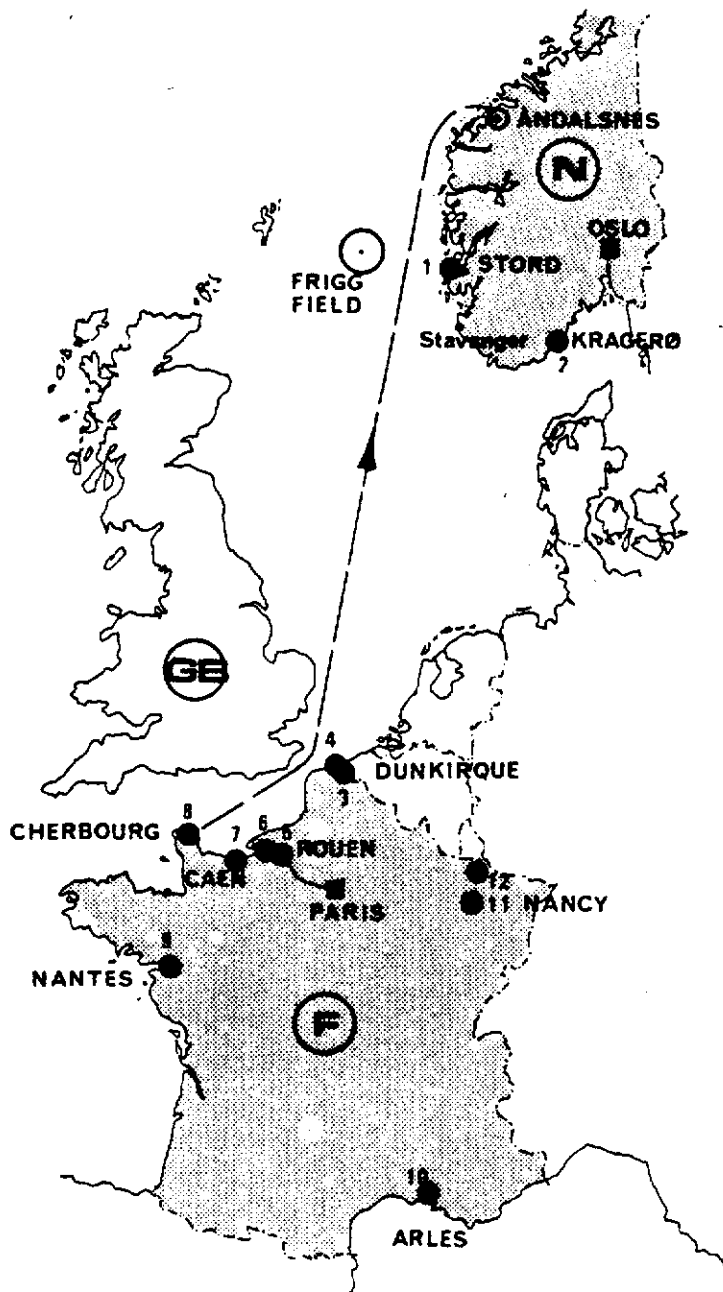 ÅNDALSNES
N
OSLO
1 STORD
FRIGG
FIELD
Stavanger KRAGERØ
2
GB
4
DUNKIRQUE
3
8
CHERBOURG
7 6 5 ROUEN
CAEN
12
PARIS
11 NANCY
9
NANTES
F
10
ARLES